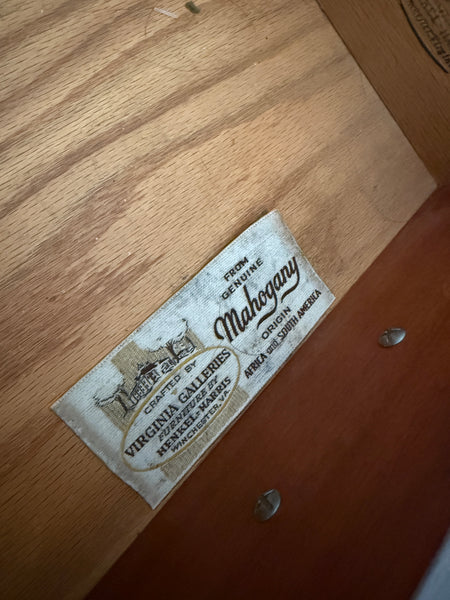 FROM
GENUINE
Mahogany
ORIGIN
AFRICA and SOUTH AMERICA
CRAFTED BY
VIRGINIA GALLERIES
FURNITURE BY
HENKEL-HARRIS
WINCHESTER, VA.